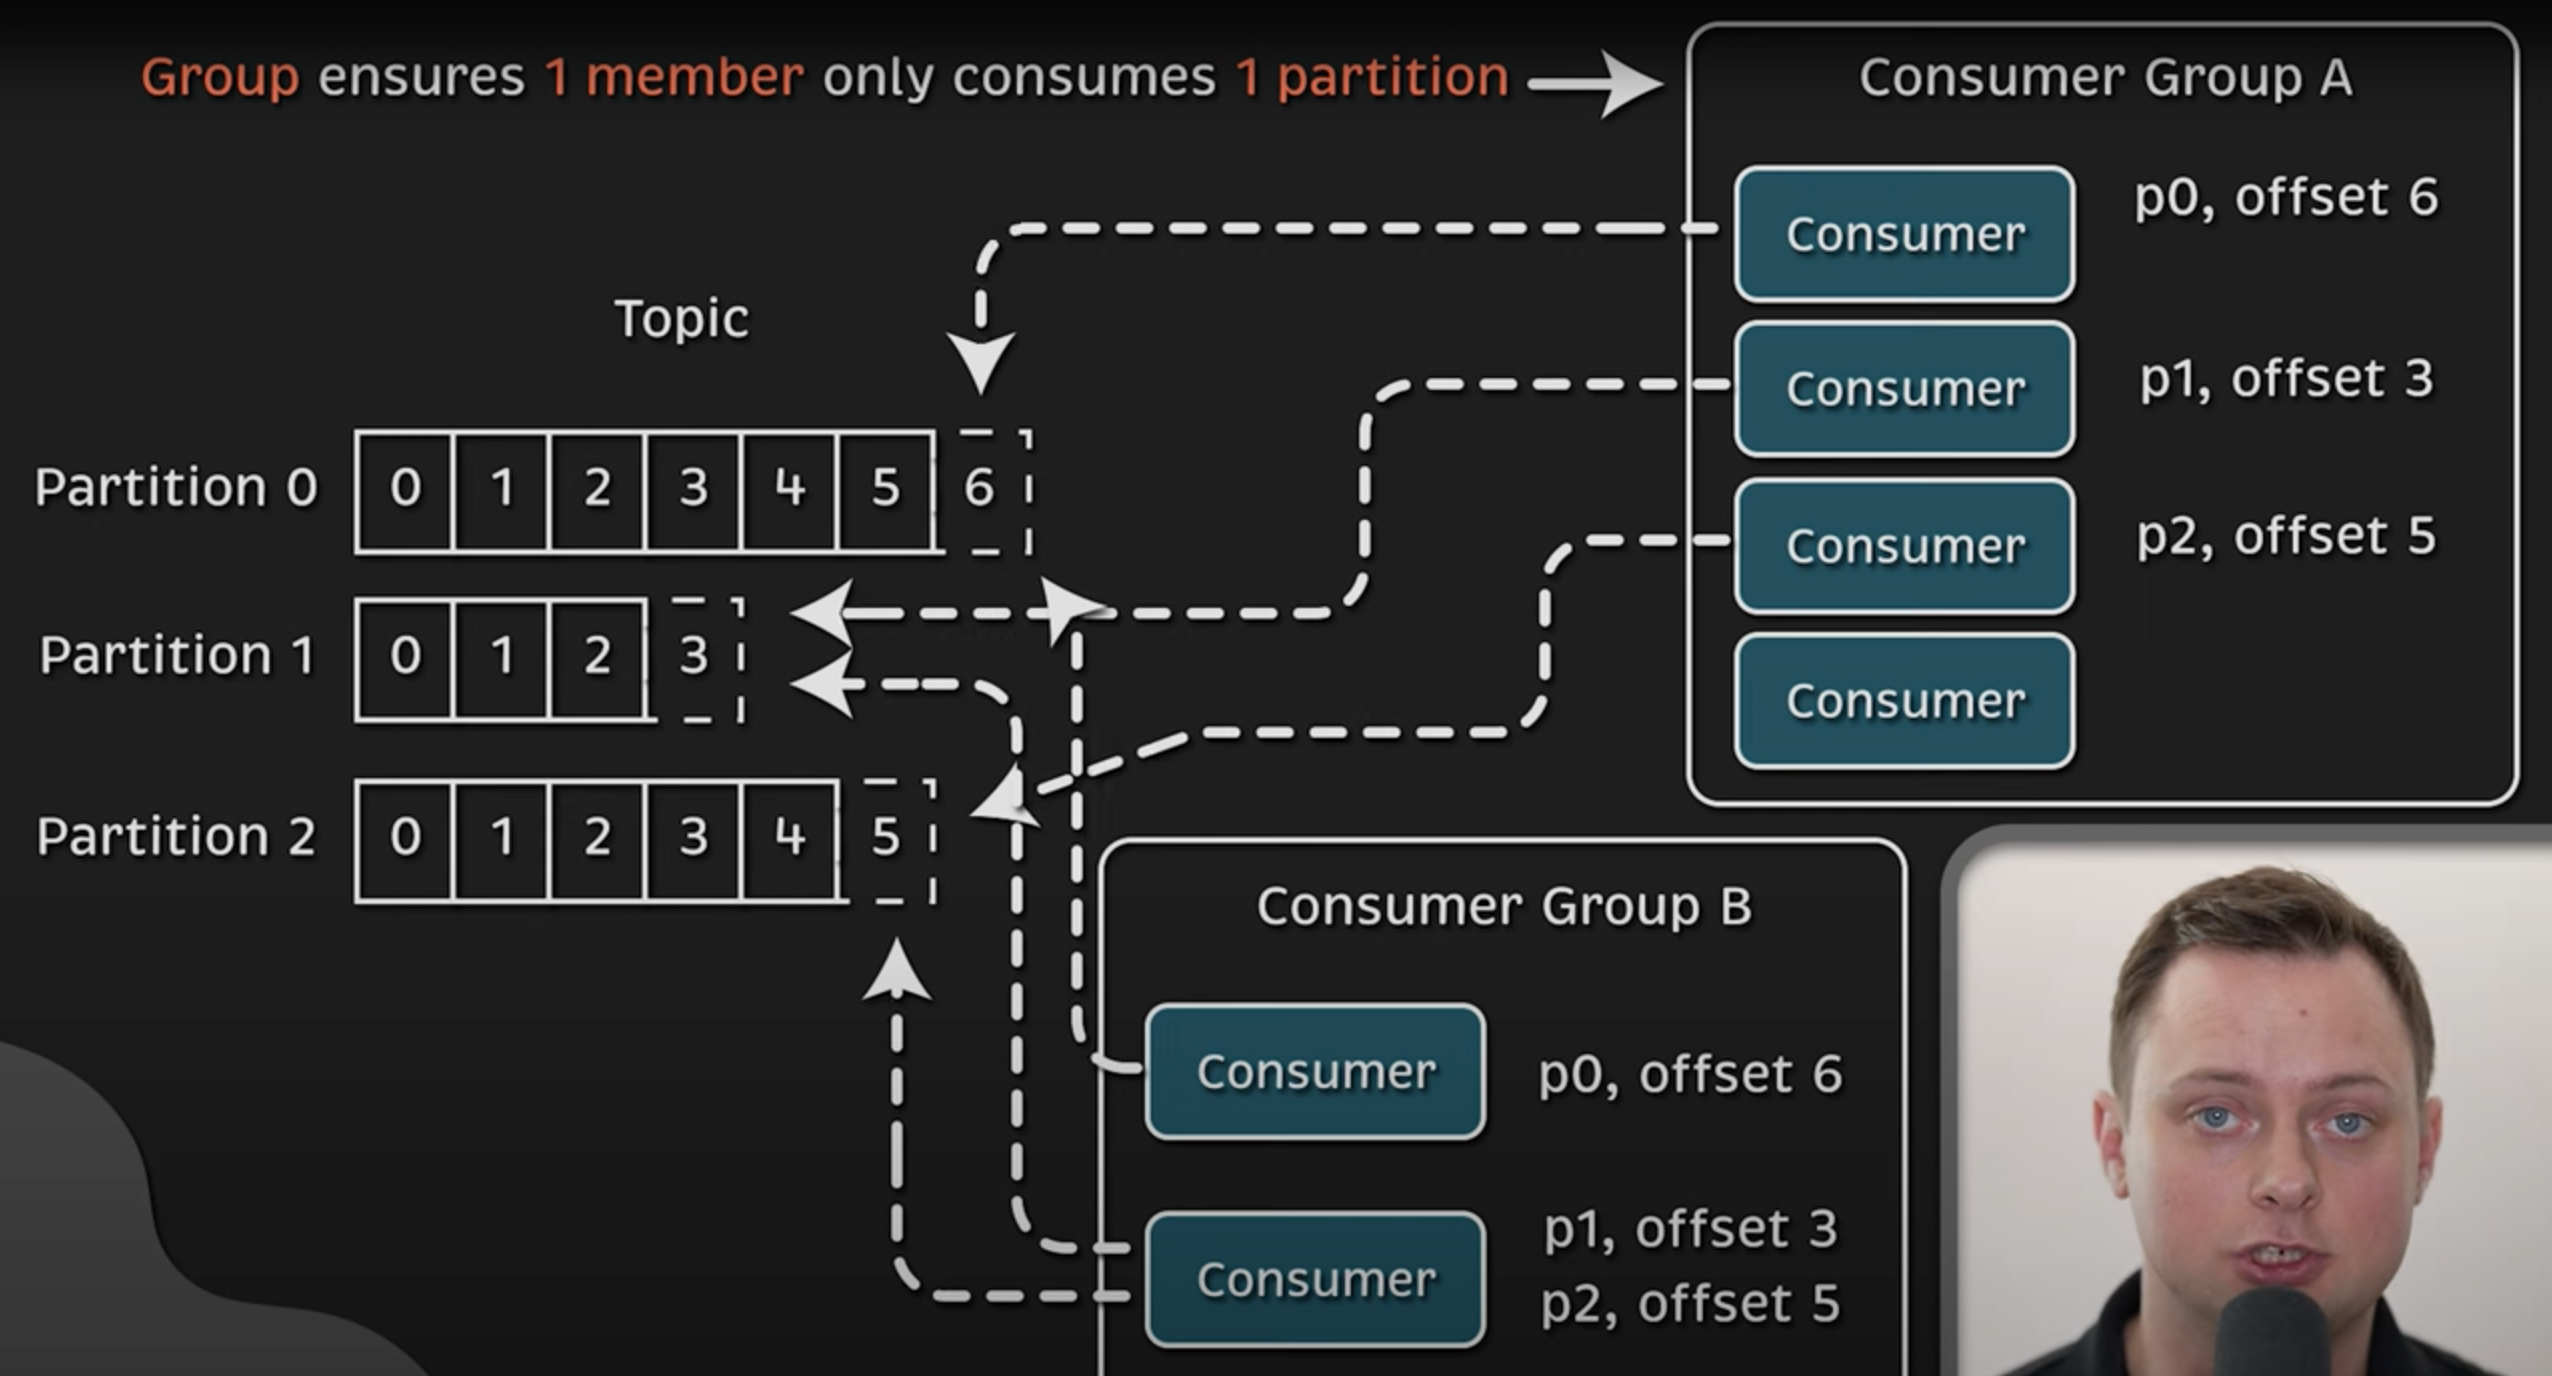 Group ensures 1 member only consumes 1 partition
Consumer Group A
Consumer
p0, offset 6
Consumer
p1, offset 3
Consumer
p2, offset 5
Consumer
Topic
Partition 0
0 1 2 3 4 5 6
Partition 1
0 1 2 3
Partition 2
0 1 2 3 4 5
Consumer Group B
Consumer
p0, offset 6
Consumer
p1, offset 3
p2, offset 5